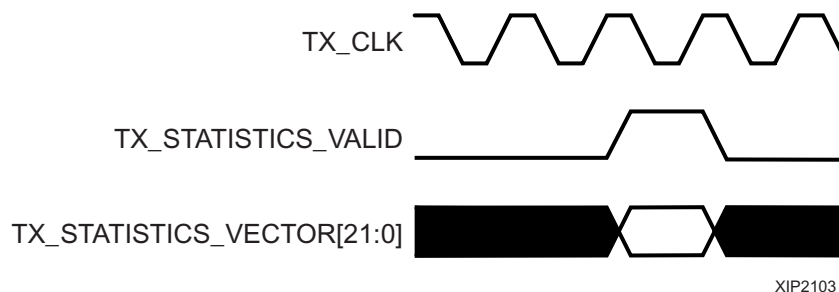 TX_CLK
TX_STATISTICS_VALID
TX_STATISTICS_VECTOR[21:0]
XIP2103